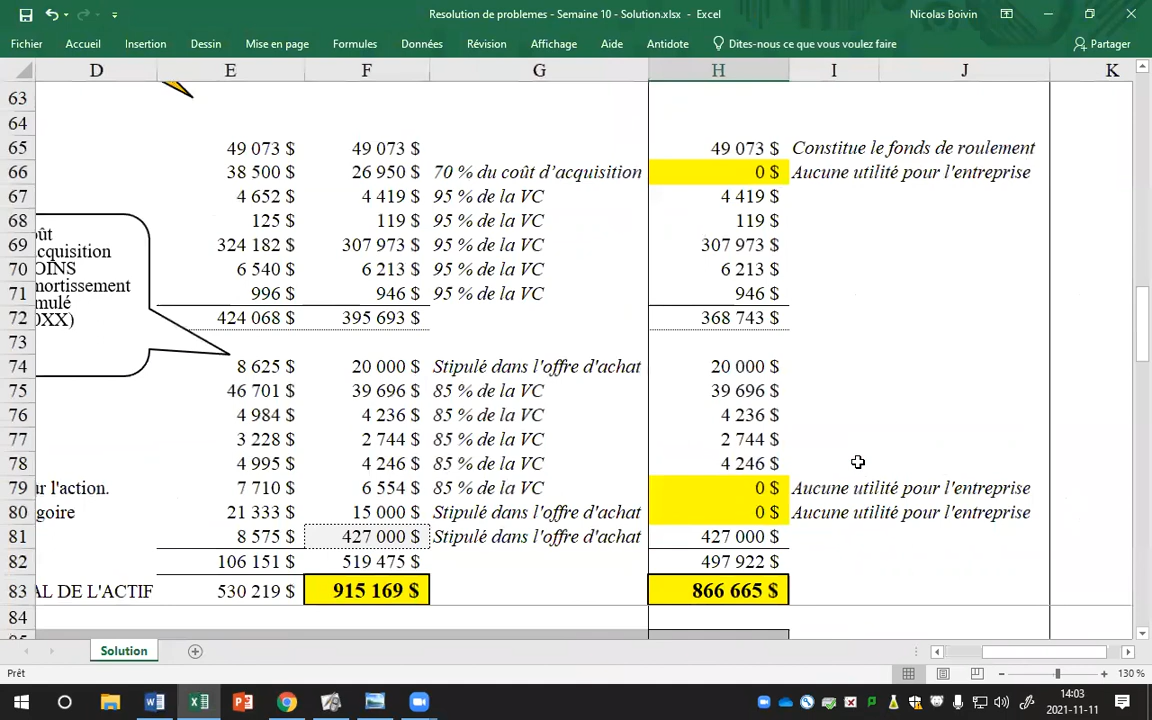 Resolution de problemes - Semaine 10 - Solution.xlsx - Excel
Nicolas Boivin
Fichier Accueil Insertion Dessin Mise en page Formules Données Révision Affichage Aide Antidote Dites-nous ce que vous voulez faire Partager
D E F G H I J K
63
64
65 49 073 $ 49 073 $ 49 073 $ Constitue le fonds de roulement
66 38 500 $ 26 950 $ 70 % du coût d'acquisition 0 $ Aucune utilité pour l'entreprise
67 4 652 $ 4 419 $ 95 % de la VC 4 419 $
68 125 $ 119 $ 95 % de la VC 119 $
69 324 182 $ 307 973 $ 95 % de la VC 307 973 $
70 6 540 $ 6 213 $ 95 % de la VC 6 213 $
71 996 $ 946 $ 95 % de la VC 946 $
72 424 068 $ 395 693 $ 368 743 $
73
74 8 625 $ 20 000 $ Stipulé dans l'offre d'achat 20 000 $
75 46 701 $ 39 696 $ 85 % de la VC 39 696 $
76 4 984 $ 4 236 $ 85 % de la VC 4 236 $
77 3 228 $ 2 744 $ 85 % de la VC 2 744 $
78 4 995 $ 4 246 $ 85 % de la VC 4 246 $
79 ur l'action. 7 710 $ 6 554 $ 85 % de la VC 0 $ Aucune utilité pour l'entreprise
80 goire 21 333 $ 15 000 $ Stipulé dans l'offre d'achat 0 $ Aucune utilité pour l'entreprise
81 8 575 $ 427 000 $ Stipulé dans l'offre d'achat 427 000 $
82 106 151 $ 519 475 $ 497 922 $
83 AL DE L'ACTIF 530 219 $ 915 169 $ 866 665 $
84
oût
cquisition
OINS
mortissement
mulé
0XX)
Solution
Prêt
130 %
14:03
2021-11-11